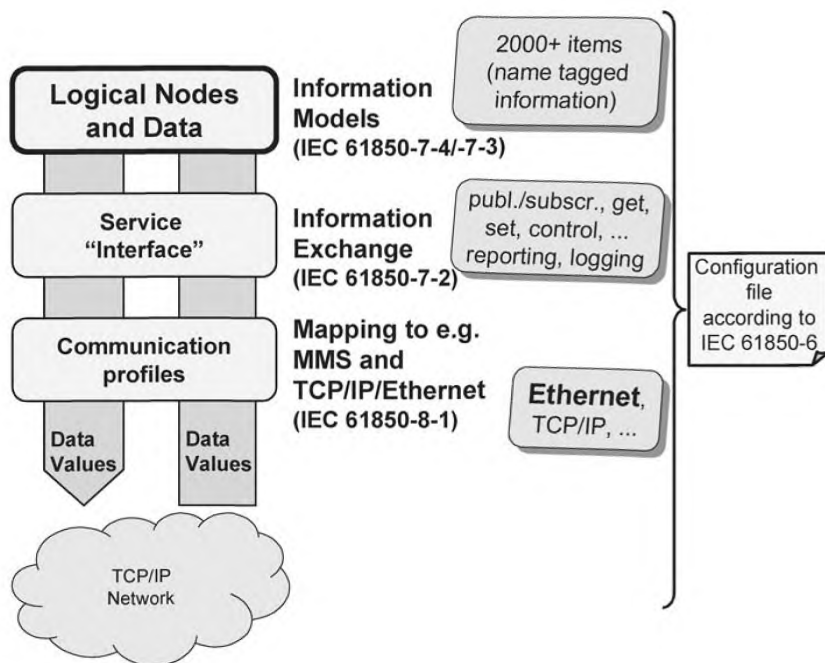 Logical Nodes
and Data
Information
Models
(IEC 61850-7-4/-7-3)
2000+ items
(name tagged
information)
Service
“Interface”
Information
Exchange
(IEC 61850-7-2)
publ./subscr., get,
set, control, ...
reporting, logging
Configuration
file
according to
IEC 61850-6
Communication
profiles
Mapping to e.g.
MMS and
TCP/IP/Ethernet
(IEC 61850-8-1)
Ethernet,
TCP/IP, ...
Data
Values
Data
Values
TCP/IP
Network